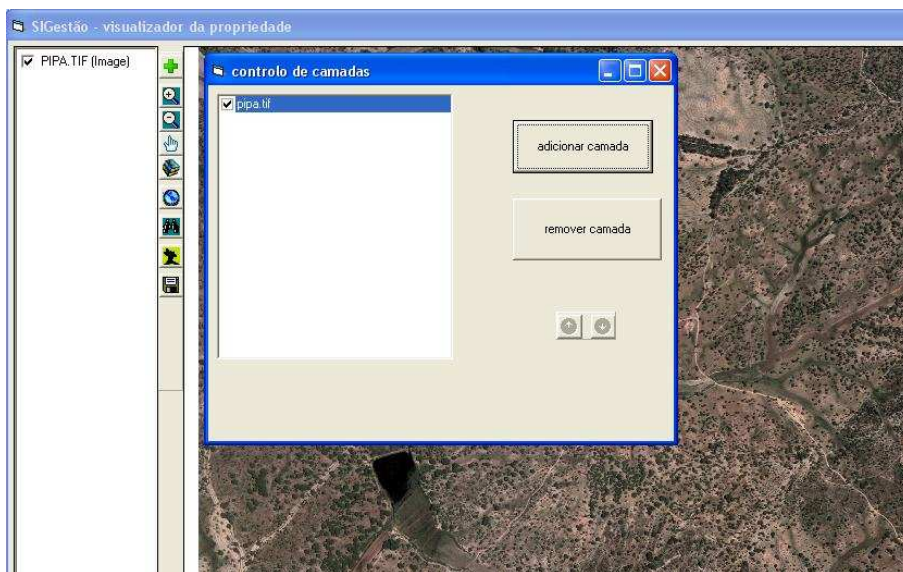 SIGestão - visualizador da propriedade
PIPA.TIF (Image)
controlo de camadas
pipa.tif
adicionar camada
remover camada